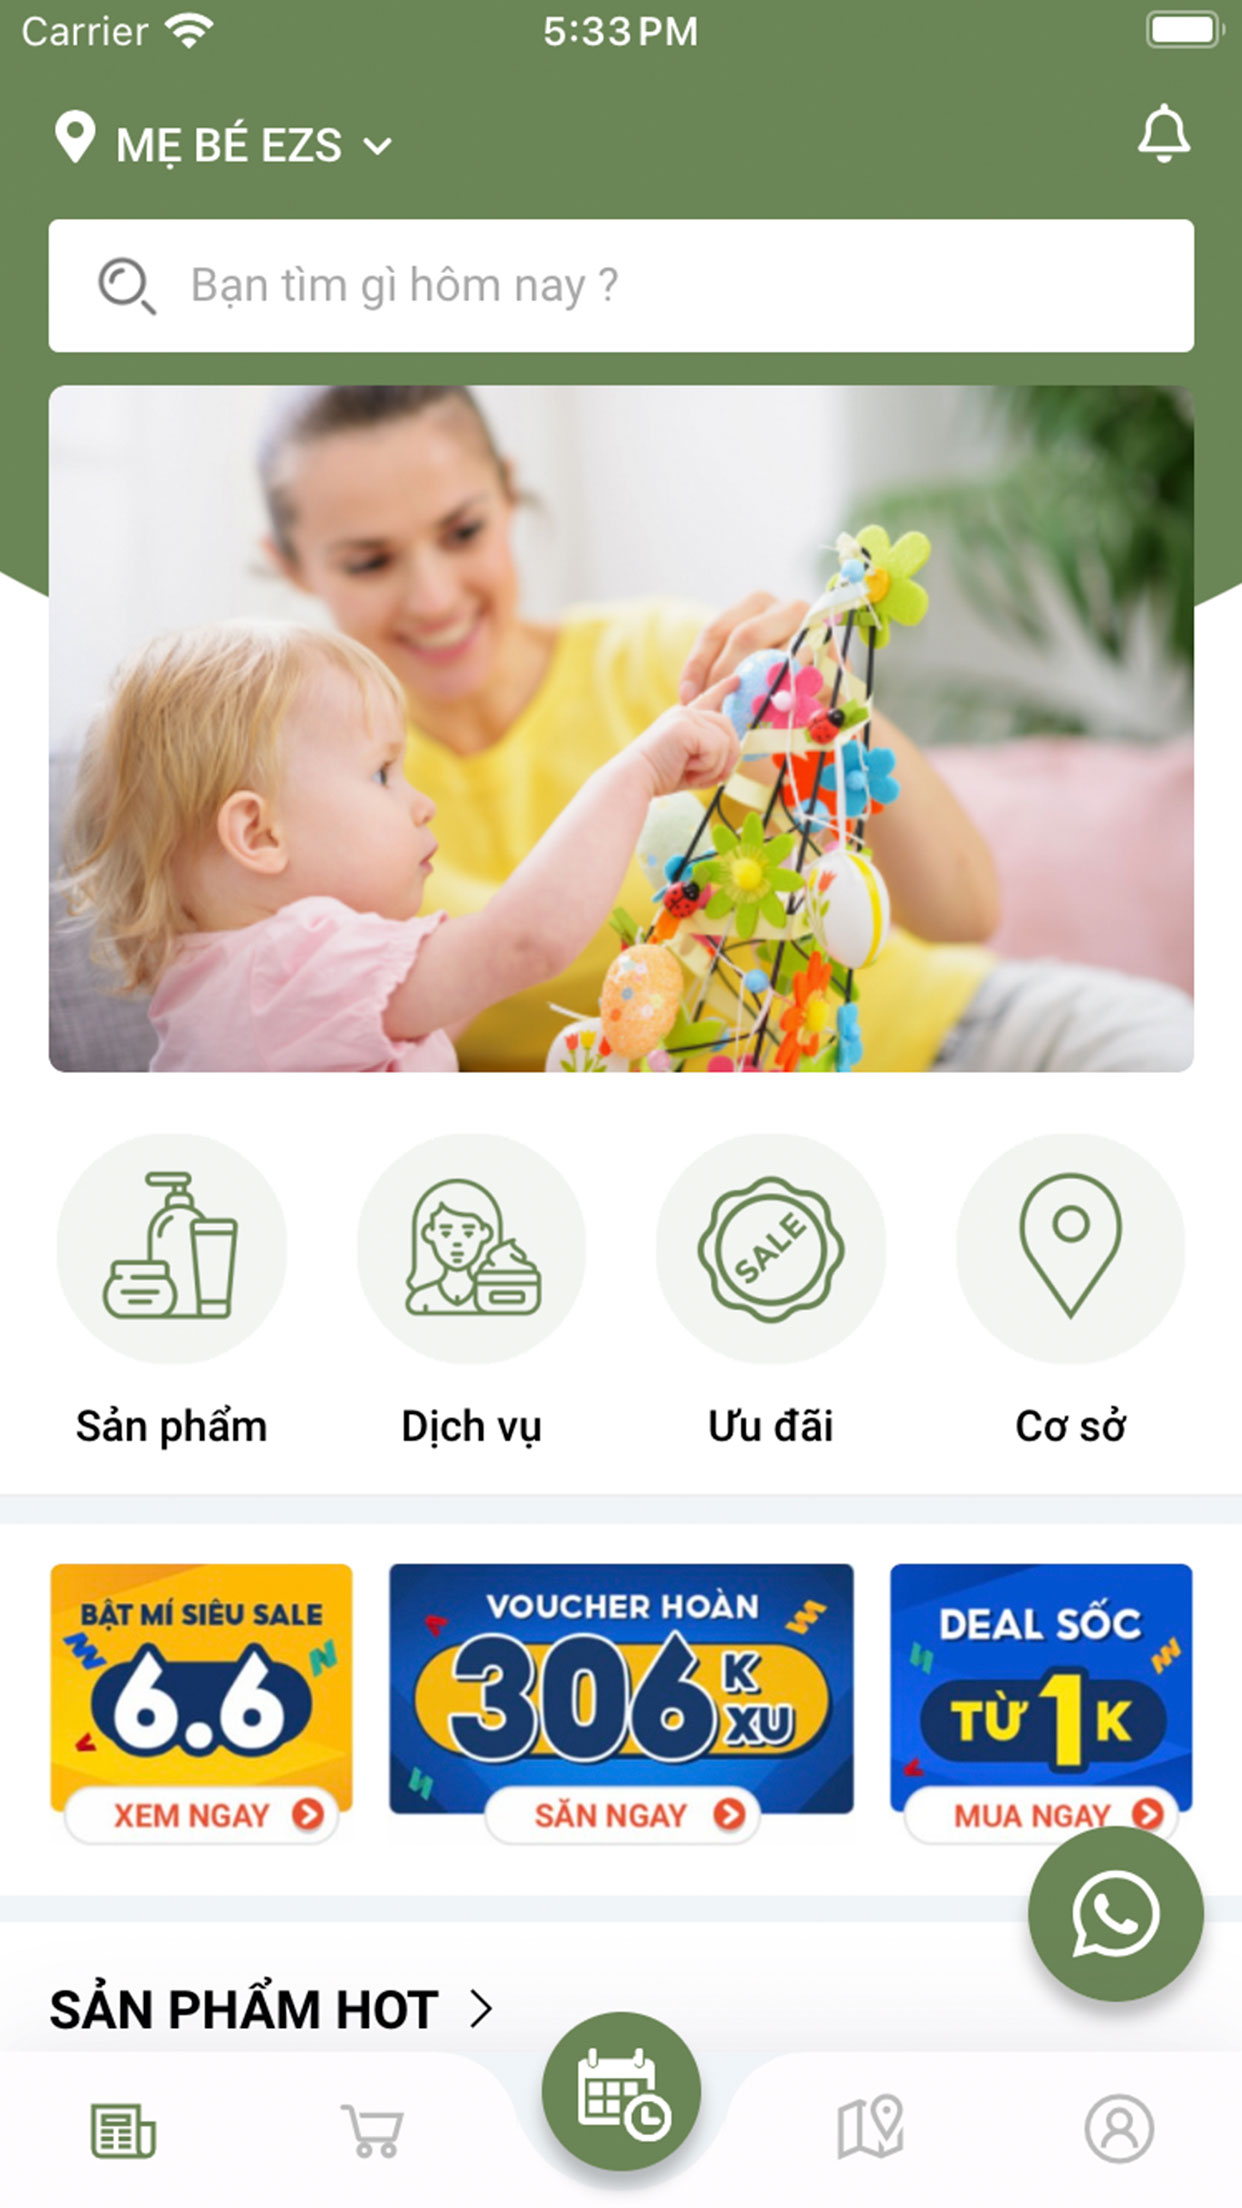 Carrier 5:33 PM
MẸ BÉ EZS
Bạn tìm gì hôm nay ?
SALE
Sản phẩm Dịch vụ Ưu đãi Cơ sở
BẬT MÍ SIÊU SALE
6.6
XEM NGAY
VOUCHER HOÀN
306 K
XU
SĂN NGAY
DEAL SỐC
TỪ 1K
MUA NGAY
SẢN PHẨM HOT